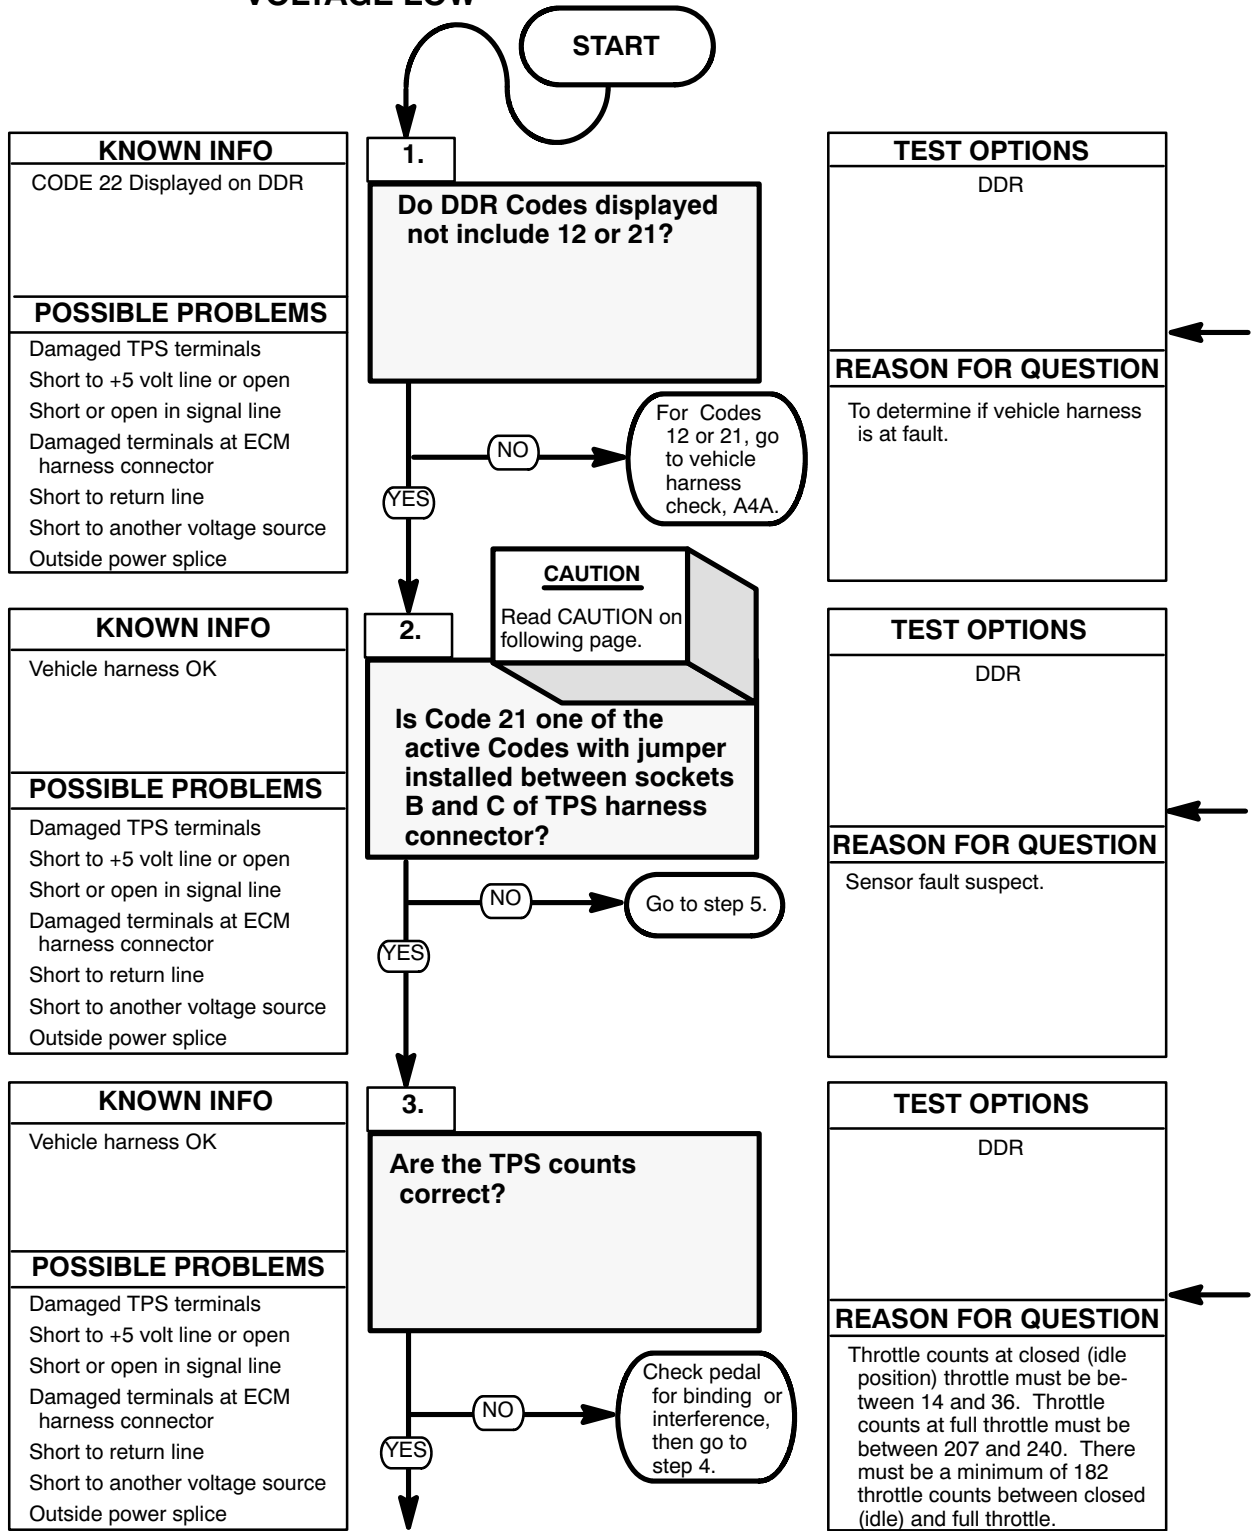 VOLTAGE LOW
START
KNOWN INFO
CODE 22 Displayed on DDR
POSSIBLE PROBLEMS
Damaged TPS terminals
Short to +5 volt line or open
Short or open in signal line
Damaged terminals at ECM
harness connector
Short to return line
Short to another voltage source
Outside power splice
1.
Do DDR Codes displayed
not include 12 or 21?
NO
For Codes
12 or 21, go
to vehicle
harness
check, A4A.
YES
TEST OPTIONS
DDR
REASON FOR QUESTION
To determine if vehicle harness
is at fault.
KNOWN INFO
Vehicle harness OK
POSSIBLE PROBLEMS
Damaged TPS terminals
Short to +5 volt line or open
Short or open in signal line
Damaged terminals at ECM
harness connector
Short to return line
Short to another voltage source
Outside power splice
CAUTION
Read CAUTION on
following page.
2.
Is Code 21 one of the
active Codes with jumper
installed between sockets
B and C of TPS harness
connector?
NO
Go to step 5.
YES
TEST OPTIONS
DDR
REASON FOR QUESTION
Sensor fault suspect.
KNOWN INFO
Vehicle harness OK
POSSIBLE PROBLEMS
Damaged TPS terminals
Short to +5 volt line or open
Short or open in signal line
Damaged terminals at ECM
harness connector
Short to return line
Short to another voltage source
Outside power splice
3.
Are the TPS counts
correct?
NO
Check pedal
for binding or
interference,
then go to
step 4.
YES
TEST OPTIONS
DDR
REASON FOR QUESTION
Throttle counts at closed (idle
position) throttle must be be-
tween 14 and 36. Throttle
counts at full throttle must be
between 207 and 240. There
must be a minimum of 182
throttle counts between closed
(idle) and full throttle.